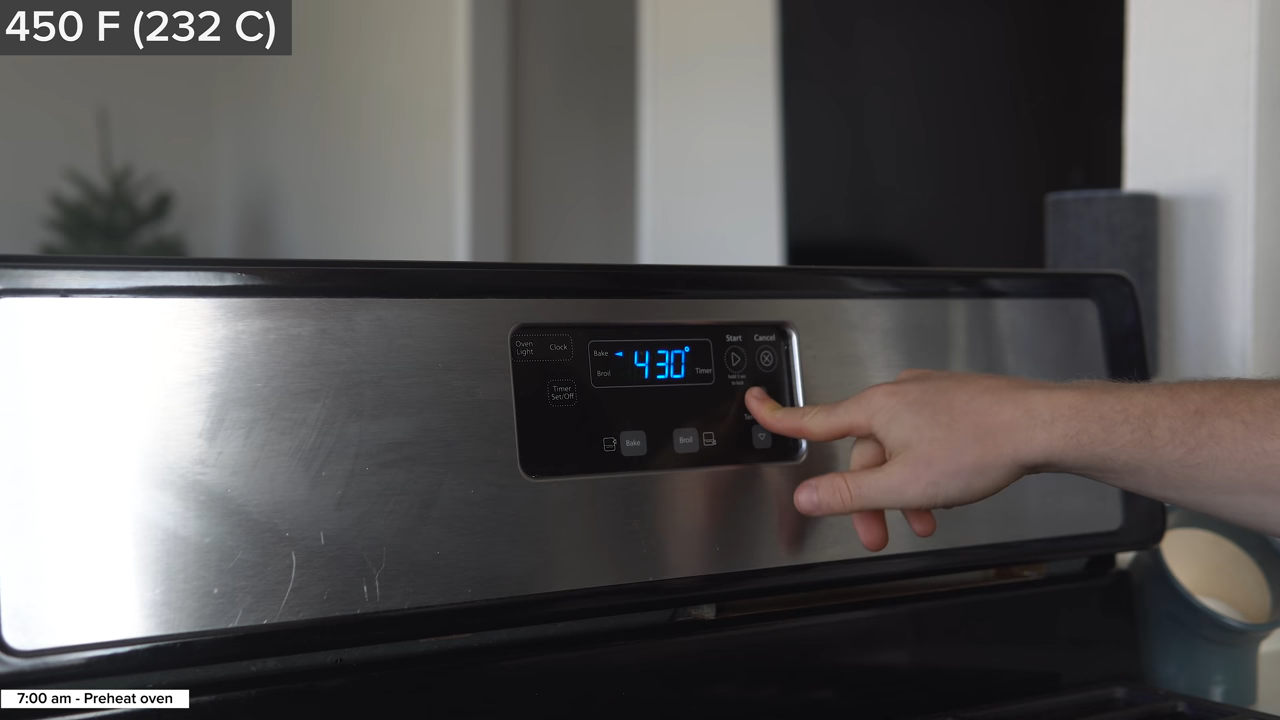 450 F (232 C)
Oven Light
Clock
Timer Set/Off
Bake
Broil
430°
Timer
Start
Cancel
Bake
Broil
7:00 am - Preheat oven